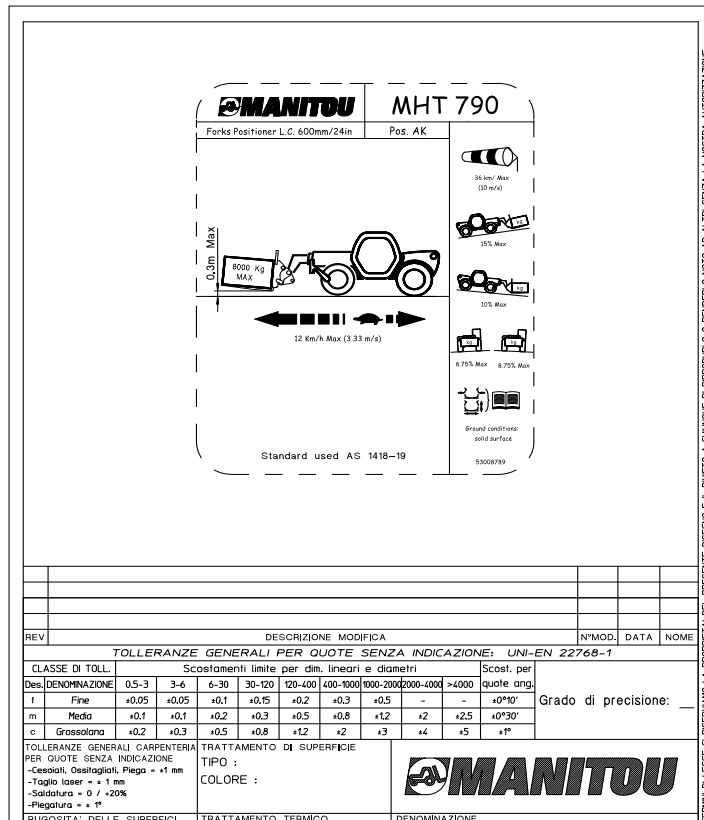 MANITOU
MHT 790
Forks Positioner L.C. 600mm/24in
Pos. AK
36 km/ Max
(10 m/s)
0.3m Max
8000 Kg
MAX
kg
15% Max
kg
10% Max
12 Km/h Max (3.33 m/s)
kg
kg
8.75% Max
8.75% Max
Ground conditions:
solid surface
Standard used AS 1418-19
53008789
REV DESCRIZIONE MODIFICA N°MOD. DATA NOME
TOLLERANZE GENERALI PER QUOTE SENZA INDICAZIONE: UNI-EN 22768-1
CLASSE DI TOLL. Scostamenti limite per dim. lineari e diametri Scost. per
Des. DENOMINAZIONE 0.5-3 3-6 6-30 30-120 120-400 400-1000 1000-2000 2000-4000 >4000 quote ang.
f Fine ±0.05 ±0.05 ±0.1 ±0.15 ±0.2 ±0.3 ±0.5 - - ±0°10'
m Media ±0.1 ±0.1 ±0.2 ±0.3 ±0.5 ±0.8 ±1.2 ±2 ±2.5 ±0°30'
c Grossolana ±0.2 ±0.3 ±0.5 ±0.8 ±1.2 ±2 ±3 ±4 ±5 ±1°
Grado di precisione: __
TOLLERANZE GENERALI CARPENTERIA
PER QUOTE SENZA INDICAZIONE
-Cesoiati, Ossitagliati, Piega = ±1 mm
-Taglio laser = ± 1 mm
-Saldatura = 0 / +20%
-Piegatura = ± 1°
TRATTAMENTO DI SUPERFICIE
TIPO :
COLORE :
MANITOU
RUGOSITA' DELLE SUPERFICI
TRATTAMENTO TERMICO
DENOMINAZIONE